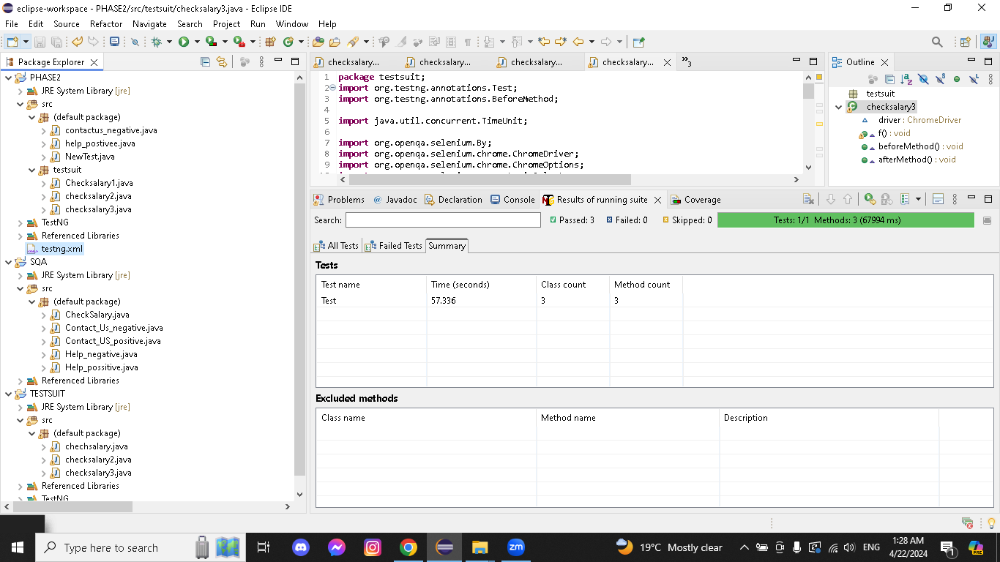 eclipse-workspace - PHASE2/src/testsuit/checksalary3.java - Eclipse IDE
File Edit Source Refactor Navigate Search Project Run Window Help
Package Explorer
PHASE2
JRE System Library [jre]
src
(default package)
contactus_negative.java
help_postivee.java
NewTest.java
testsuit
Checksalary1.java
checksalary2.java
checksalary3.java
TestNG
Referenced Libraries
testng.xml
SQA
JRE System Library [jre]
src
(default package)
CheckSalary.java
Contact_Us_negative.java
Contact_US_positive.java
Help_negative.java
Help_possitive.java
Referenced Libraries
TESTSUIT
JRE System Library [jre]
src
(default package)
chechsalary.java
checksalary2.java
checksalary3.java
Referenced Libraries
TestNG
checksalary... checksalary... checksalary... checksalary... 3
1 package testsuit;
2 import org.testng.annotations.Test;
3 import org.testng.annotations.BeforeMethod;
4
5 import java.util.concurrent.TimeUnit;
6
7 import org.openqa.selenium.By;
8 import org.openqa.selenium.chrome.ChromeDriver;
9 import org.openqa.selenium.chrome.ChromeOptions;
Outline
testsuit
checksalary3
driver : ChromeDriver
f() : void
beforeMethod() : void
afterMethod() : void
Problems Javadoc Declaration Console Results of running suite Coverage
Search: Passed: 3 Failed: 0 Skipped: 0 Tests: 1/1 Methods: 3 (67994 ms)
All Tests Failed Tests Summary
Tests
Test name Time (seconds) Class count Method count
Test 57.336 3 3
Excluded methods
Class name Method name Description
Type here to search
zm
19°C Mostly clear
ENG
1:28 AM
4/22/2024
1
PRE